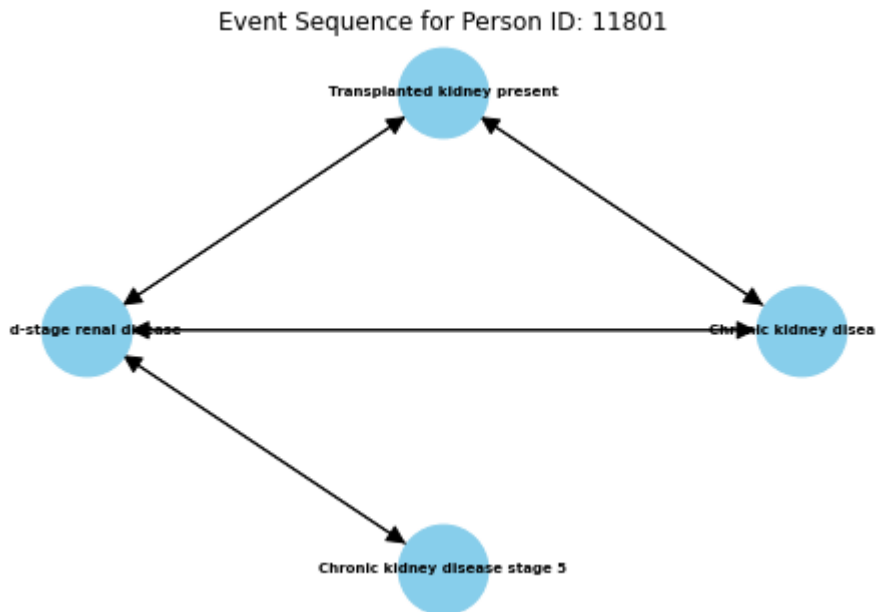 Event Sequence for Person ID: 11801
Transplanted kidney present
d-stage renal disease
Chronic kidney disea
Chronic kidney disease stage 5